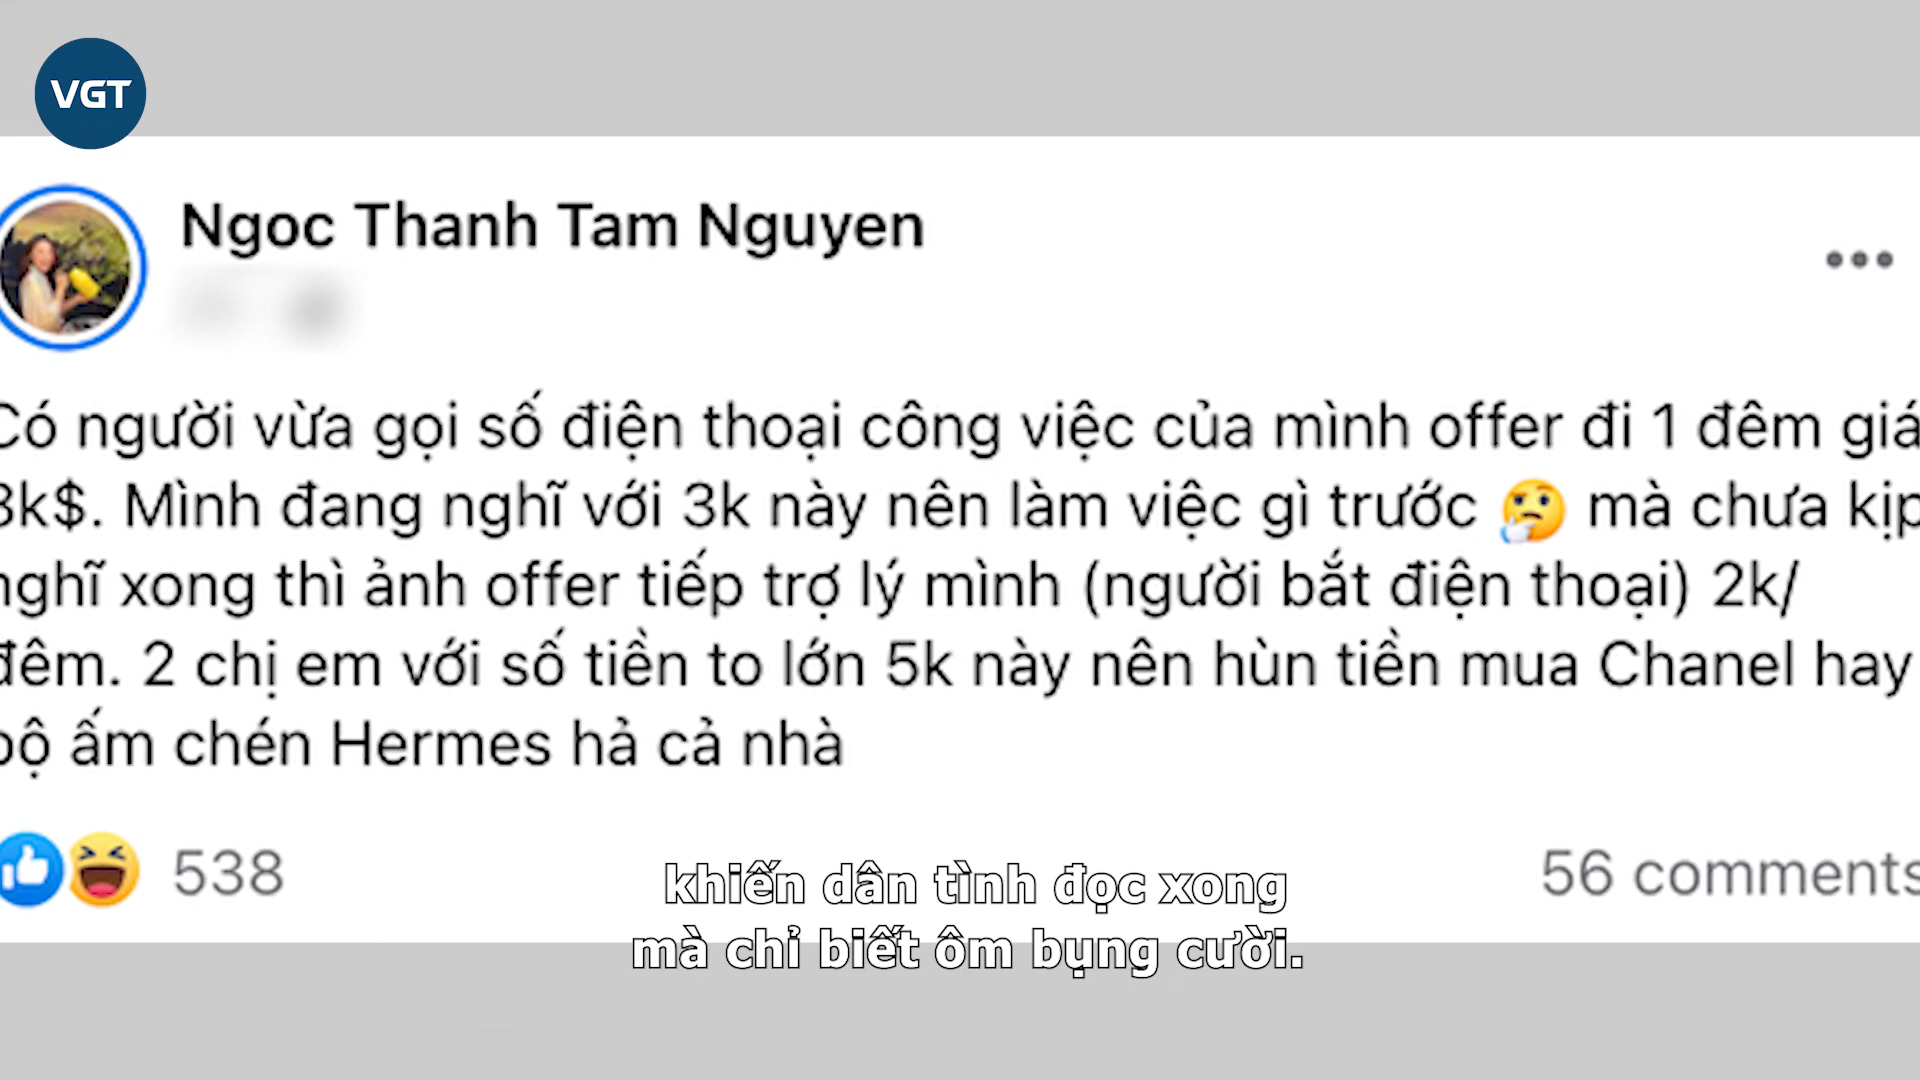 VGT
Ngoc Thanh Tam Nguyen
Có người vừa gọi số điện thoại công việc của mình offer đi 1 đêm giá
3k$. Mình đang nghĩ với 3k này nên làm việc gì trước 🤔 mà chưa kịp
nghĩ xong thì ảnh offer tiếp trợ lý mình (người bắt điện thoại) 2k/
đêm. 2 chị em với số tiền to lớn 5k này nên hùn tiền mua Chanel hay
bộ ấm chén Hermes hả cả nhà
538
56 comments
khiến dân tình đọc xong
mà chỉ biết ôm bụng cười.